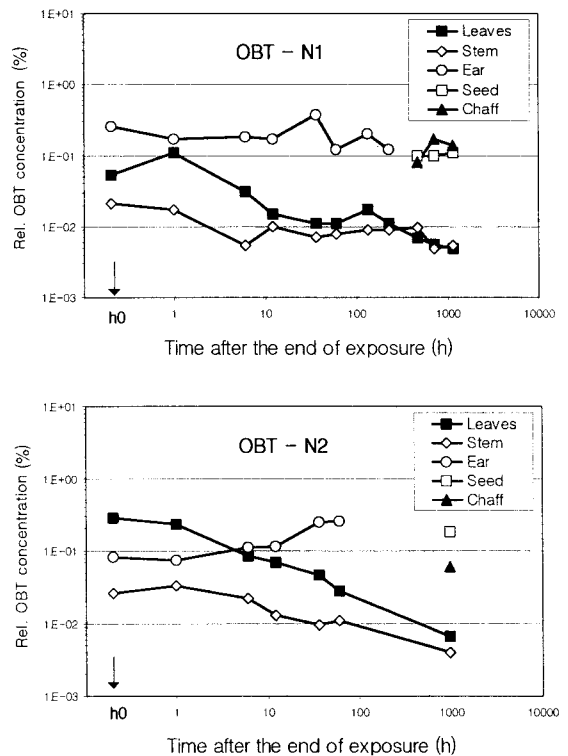 OBT - N1
Leaves
Stem
Ear
Seed
Chaff
Rel. OBT concentration (%)
1E+01
1E+00
1E-01
1E-02
1E-03
h0
1
10
100
1000
10000
Time after the end of exposure (h)
OBT - N2
Leaves
Stem
Ear
Seed
Chaff
Rel. OBT concentration (%)
1E+01
1E+00
1E-01
1E-02
1E-03
h0
1
10
100
1000
10000
Time after the end of exposure (h)